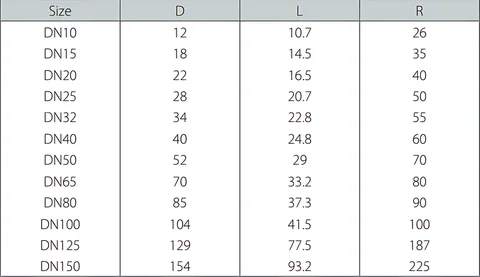 Size D L R
DN10 12 10.7 26
DN15 18 14.5 35
DN20 22 16.5 40
DN25 28 20.7 50
DN32 34 22.8 55
DN40 40 24.8 60
DN50 52 29 70
DN65 70 33.2 80
DN80 85 37.3 90
DN100 104 41.5 100
DN125 129 77.5 187
DN150 154 93.2 225